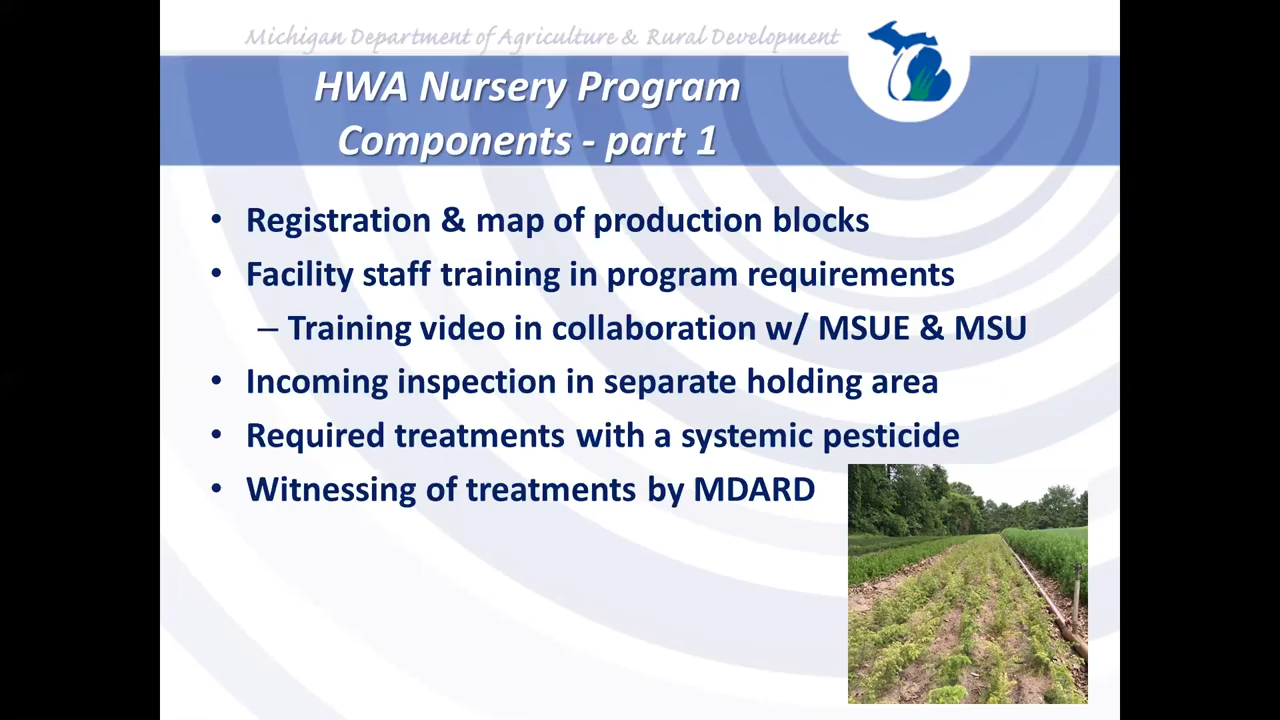 Michigan Department of Agriculture & Rural Development
HWA Nursery Program
Components - part 1
• Registration & map of production blocks
• Facility staff training in program requirements
– Training video in collaboration w/ MSUE & MSU
• Incoming inspection in separate holding area
• Required treatments with a systemic pesticide
• Witnessing of treatments by MDARD